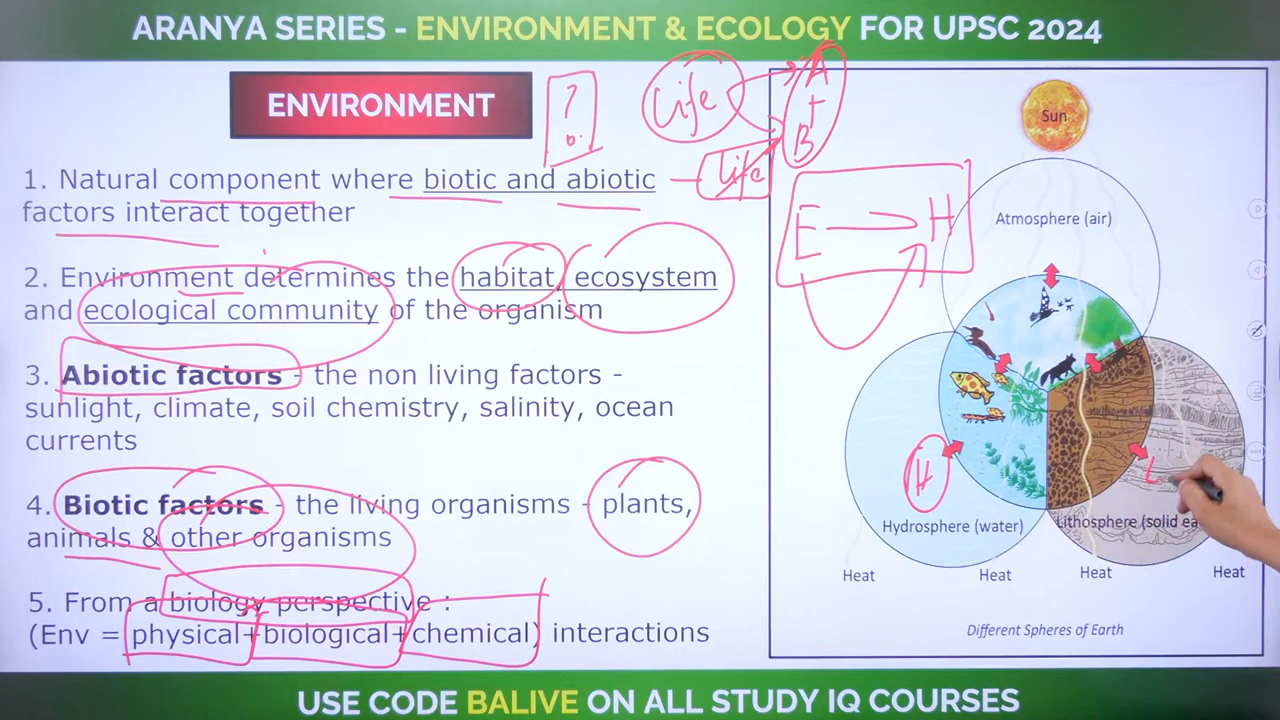 ARANYA SERIES - ENVIRONMENT & ECOLOGY FOR UPSC 2024
ENVIRONMENT
?
Life
A
+
B
Life
1. Natural component where biotic and abiotic
factors interact together
2. Environment determines the habitat, ecosystem
and ecological community of the organism
3. Abiotic factors - the non living factors -
sunlight, climate, soil chemistry, salinity, ocean
currents
4. Biotic factors - the living organisms - plants,
animals & other organisms
5. From a biology perspective :
(Env = physical+biological+chemical) interactions
E H
Sun
Atmosphere (air)
H
L
Hydrosphere (water)
Lithosphere (solid ea
Heat Heat Heat Heat
Different Spheres of Earth
USE CODE BALIVE ON ALL STUDY IQ COURSES